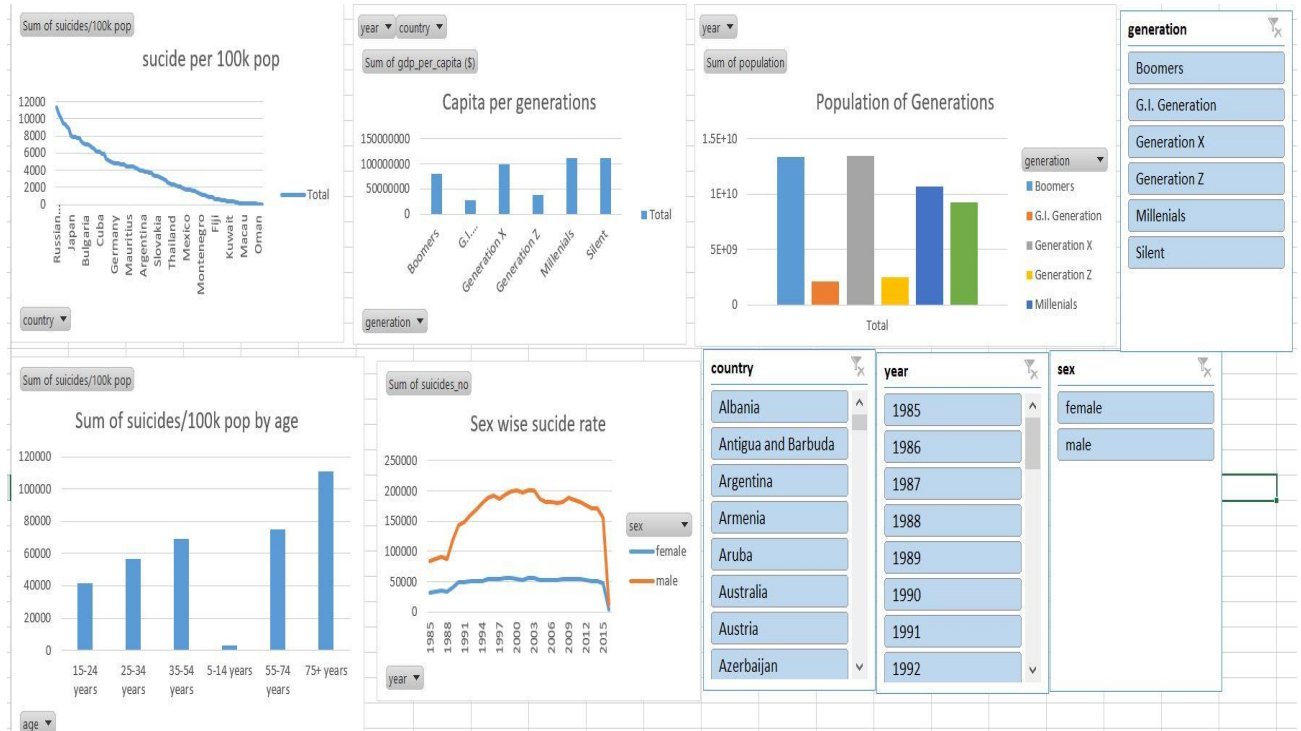 Sum of suicides/100k pop
sucide per 100k pop
12000
10000
8000
6000
4000
2000
0
Total
Russian...
Japan
Bulgaria
Cuba
Germany
Mauritius
Argentina
Slovakia
Thailand
Mexico
Montenegro
Fiji
Kuwait
Macau
Oman
country
year country
Sum of gdp_per_capita ($)
Capita per generations
150000000
100000000
50000000
0
Total
Boomers
G.I....
Generation X
Generation Z
Millenials
Silent
generation
year
Sum of population
Population of Generations
1.5E+10
1E+10
5E+09
0
Total
generation
Boomers
G.I. Generation
Generation X
Generation Z
Millenials
generation
Boomers
G.I. Generation
Generation X
Generation Z
Millenials
Silent
Sum of suicides/100k pop
Sum of suicides/100k pop by age
120000
100000
80000
60000
40000
20000
0
15-24 years
25-34 years
35-54 years
5-14 years
55-74 years
75+ years
age
Sum of suicides_no
Sex wise sucide rate
250000
200000
150000
100000
50000
0
1985
1988
1991
1994
1997
2000
2003
2006
2009
2012
2015
sex
female
male
year
country
Albania
Antigua and Barbuda
Argentina
Armenia
Aruba
Australia
Austria
Azerbaijan
year
1985
1986
1987
1988
1989
1990
1991
1992
sex
female
male